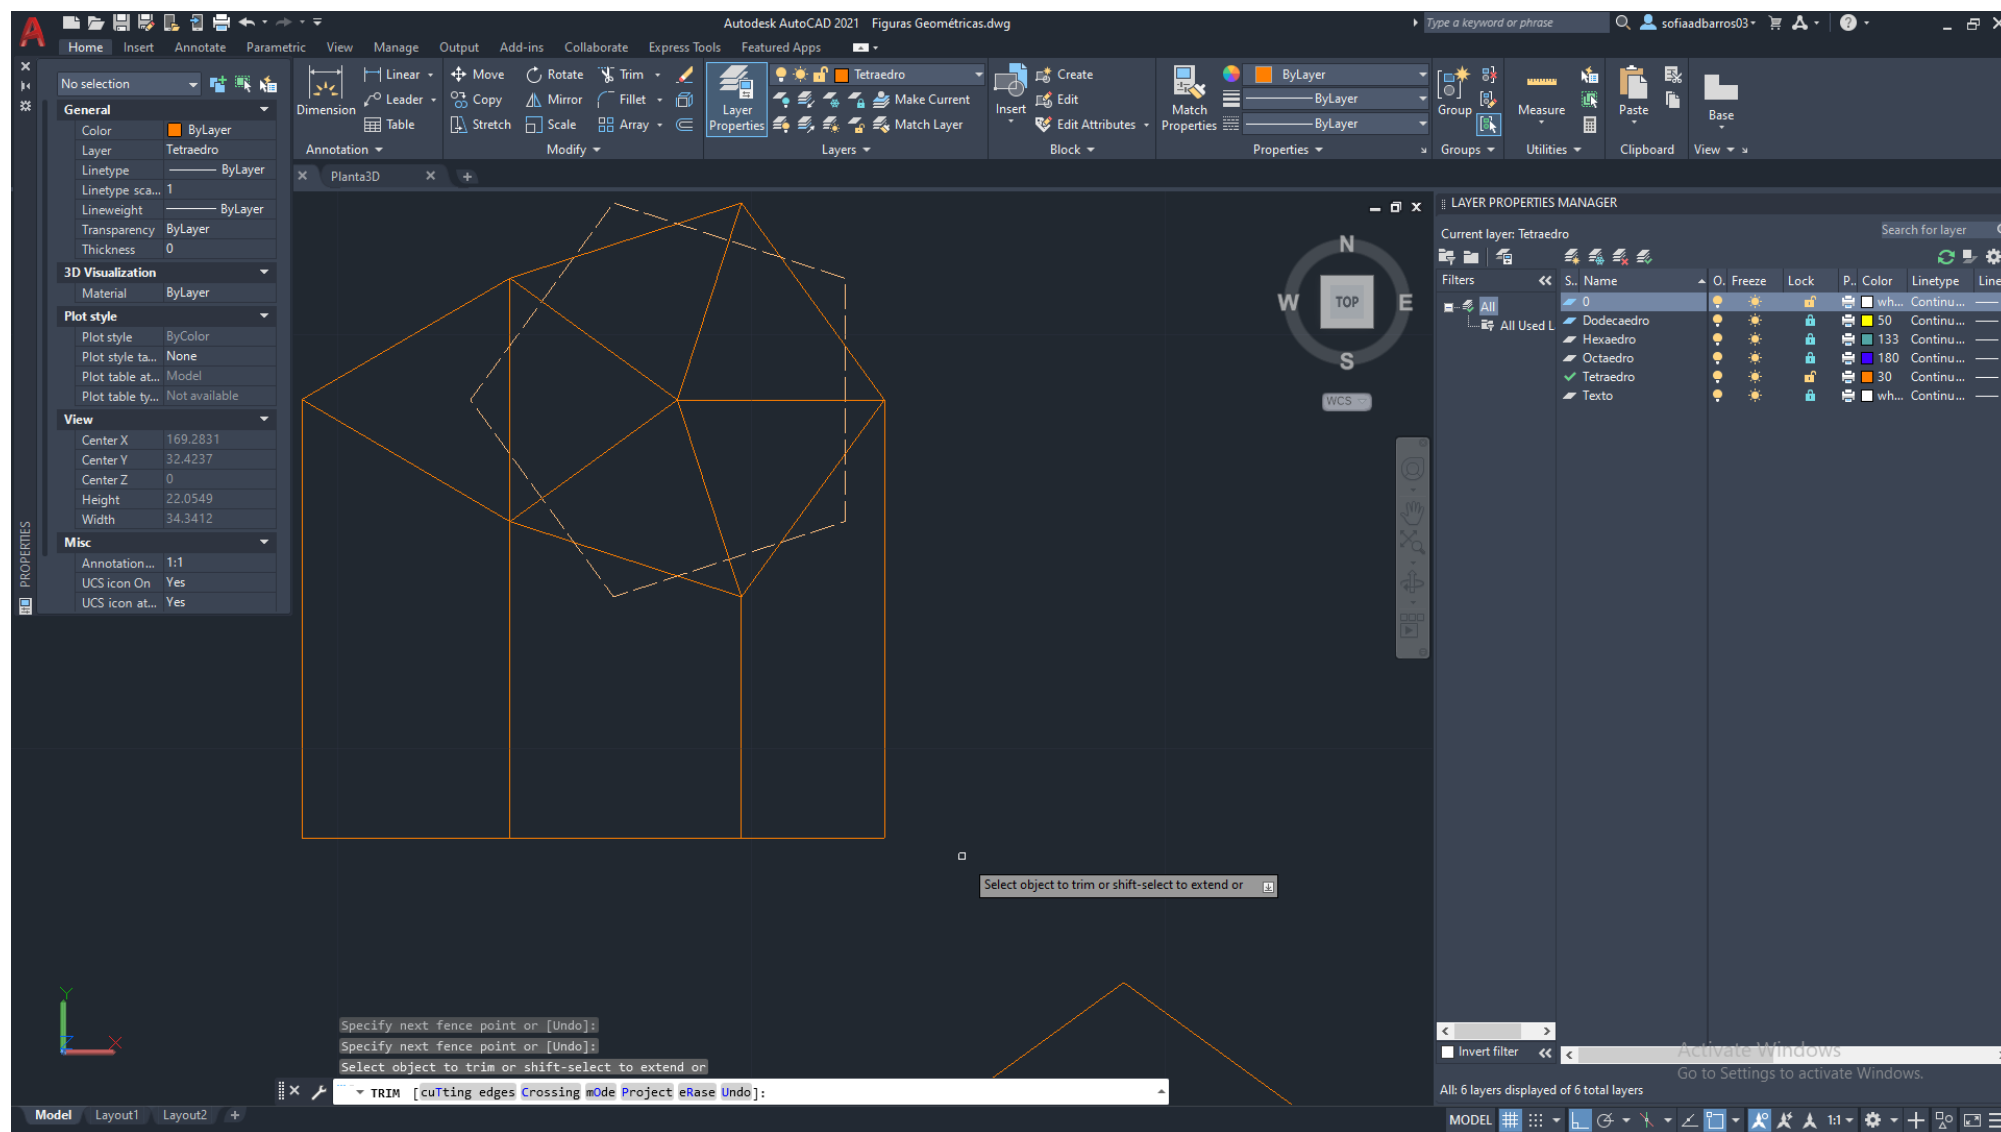 Autodesk AutoCAD 2021 Figuras Geométricas.dwg
Type a keyword or phrase
sofiaadbarros03
Home Insert Annotate Parametric View Manage Output Add-ins Collaborate Express Tools Featured Apps
No selection
General
Color ByLayer
Layer Tetraedro
Linetype ByLayer
Linetype sca... 1
Lineweight ByLayer
Transparency ByLayer
Thickness 0
3D Visualization
Material ByLayer
Plot style
Plot style ByColor
Plot style ta... None
Plot table at... Model
Plot table ty... Not available
View
Center X 169.2831
Center Y 32.4237
Center Z 0
Height 22.0549
Width 34.3412
Misc
Annotation... 1:1
UCS icon On Yes
UCS icon at... Yes
PROPERTIES
Dimension
Linear
Leader
Table
Annotation
Move Rotate Trim
Copy Mirror Fillet
Stretch Scale Array
Modify
Layer
Properties
Tetraedro
Make Current
Match Layer
Layers
Insert
Create
Edit
Edit Attributes
Block
Match
Properties
ByLayer
ByLayer
ByLayer
Properties
Group
Groups
Measure
Utilities
Paste
Clipboard
Base
View
Planta3D
N
W TOP E
S
WCS
LAYER PROPERTIES MANAGER
Current layer: Tetraedro
Search for layer
Filters
All
All Used L
S.. Name O. Freeze Lock P.. Color Linetype Line
0 wh... Continu...
Dodecaedro 50 Continu...
Hexaedro 133 Continu...
Octaedro 180 Continu...
Tetraedro 30 Continu...
Texto wh... Continu...
Select object to trim or shift-select to extend or
Y
X
Z
Specify next fence point or [Undo]:
Specify next fence point or [Undo]:
Select object to trim or shift-select to extend or
TRIM [cuTting edges Crossing mOde Project eRase Undo]:
Invert filter
All: 6 layers displayed of 6 total layers
Activate Windows
Go to Settings to activate Windows.
Model Layout1 Layout2 +
MODEL
1:1